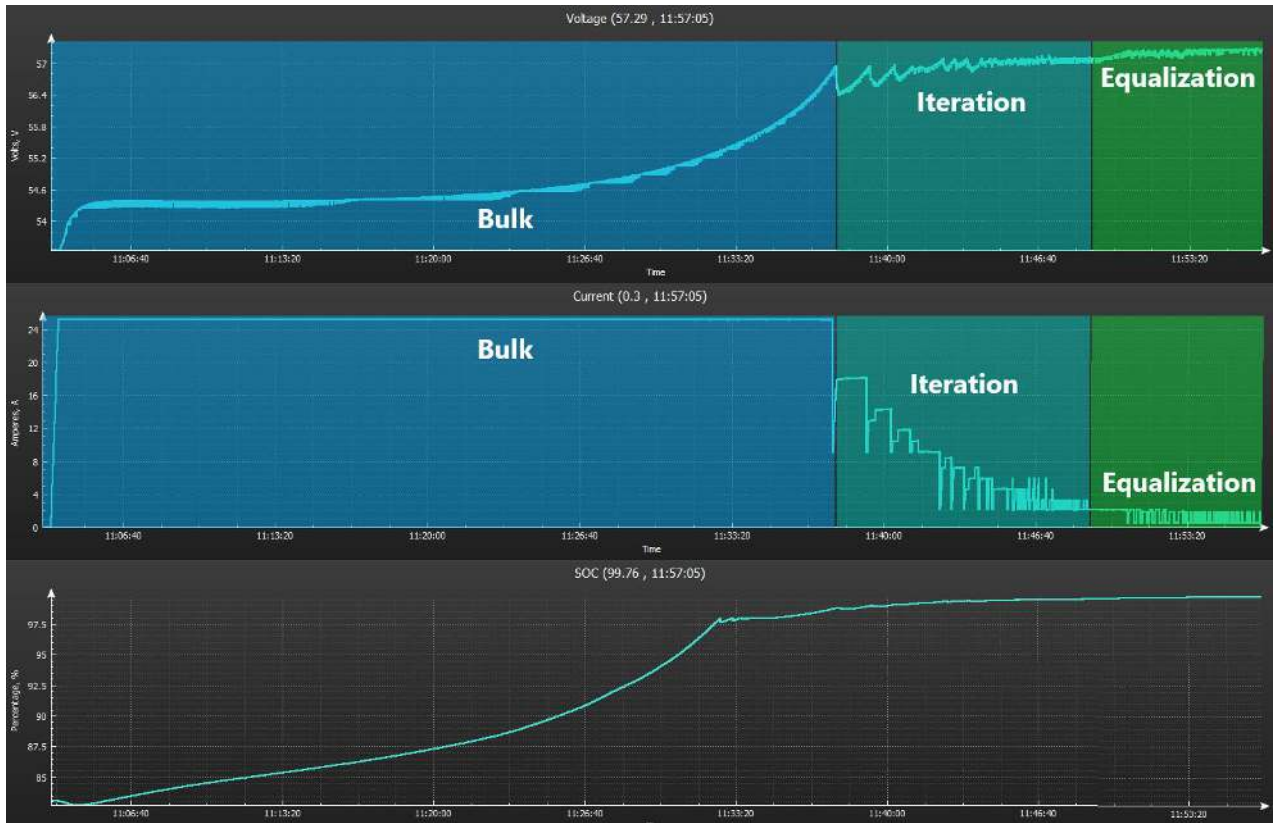 Voltage (57.29 , 11:57:05)
57
56.4
55.8
55.2
54.6
54
Volts, V
Bulk
Iteration
Equalization
11:06:40 11:13:20 11:20:00 11:26:40 11:33:20 11:40:00 11:46:40 11:53:20
Time
Current (0.3 , 11:57:05)
24
20
16
12
8
4
0
Amperes, A
Bulk
Iteration
Equalization
11:06:40 11:13:20 11:20:00 11:26:40 11:33:20 11:40:00 11:46:40 11:53:20
Time
SOC (99.76 , 11:57:05)
97.5
95
92.5
90
87.5
85
Percentage, %
11:06:40 11:13:20 11:20:00 11:26:40 11:33:20 11:40:00 11:46:40 11:53:20